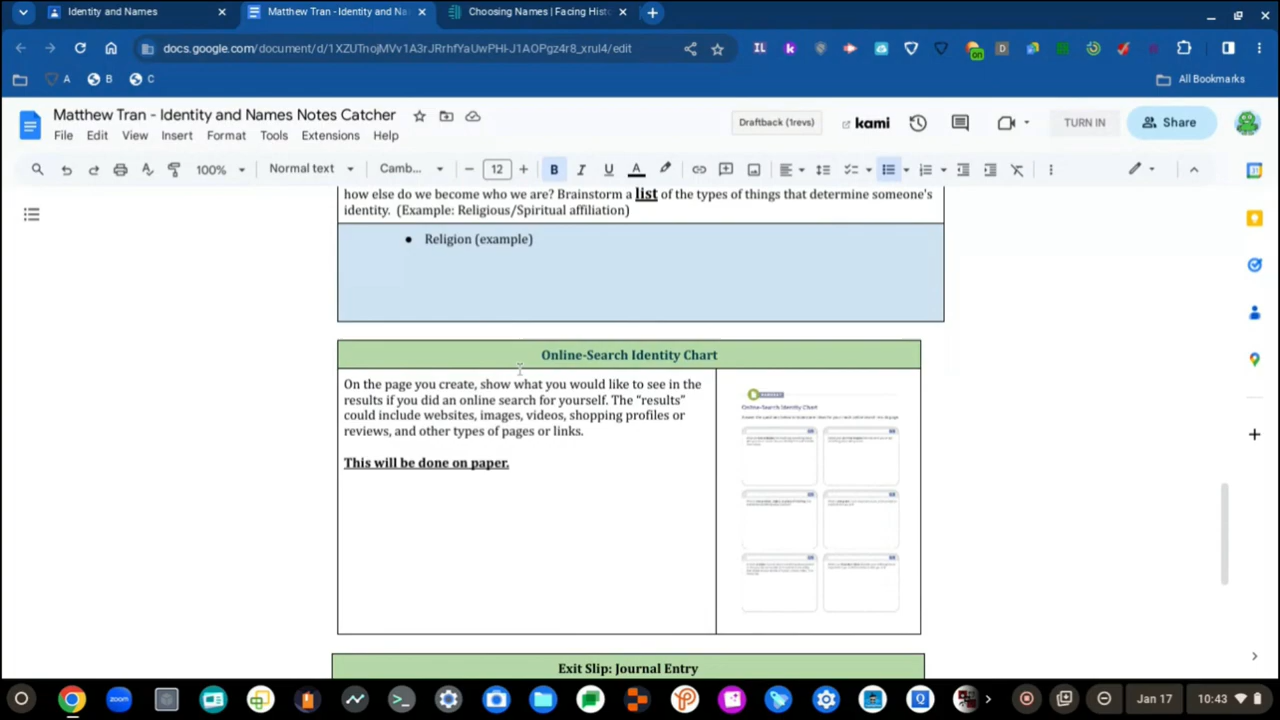 Identity and Names
Matthew Tran - Identity and Na
Choosing Names | Facing Hist
docs.google.com/document/d/1XZUTnojMVv1A3rJRrhfYaUwPHI-J1AOPgz4r8_xruI4/edit
A
B
C
All Bookmarks
Matthew Tran - Identity and Names Notes Catcher
File Edit View Insert Format Tools Extensions Help
Draftback (1revs)
kami
TURN IN
Share
100%
Normal text
Camb...
12
how else do we become who we are? Brainstorm a list of the types of things that determine someone's
identity. (Example: Religious/Spiritual affiliation)
● Religion (example)
Online-Search Identity Chart
On the page you create, show what you would like to see in the
results if you did an online search for yourself. The "results"
could include websites, images, videos, shopping profiles or
reviews, and other types of pages or links.
This will be done on paper.
Online-Search Identity Chart
Exit Slip: Journal Entry
Jan 17
10:43